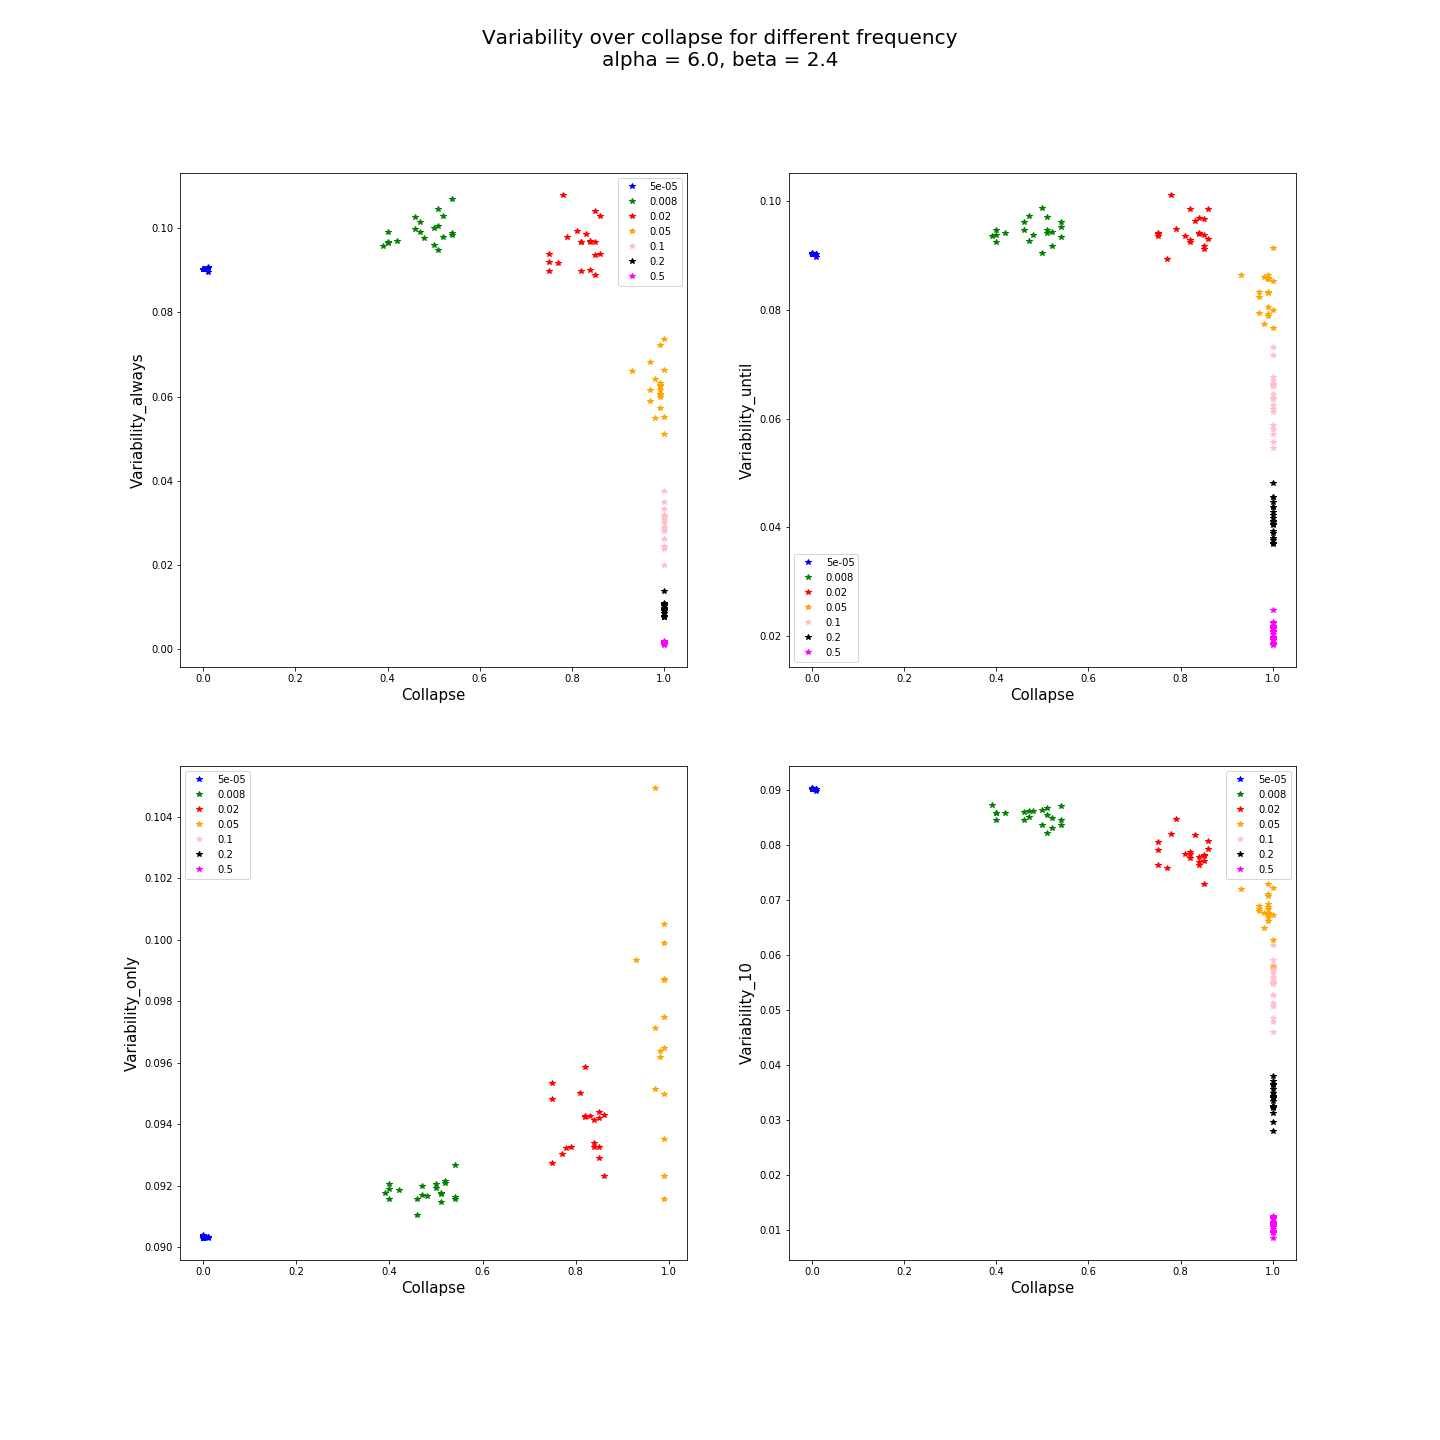 Variability over collapse for different frequency
alpha = 6.0, beta = 2.4
0.10
0.08
0.06
0.04
0.02
0.00
Variability_always
5e-05
0.008
0.02
0.05
0.1
0.2
0.5
0.0 0.2 0.4 0.6 0.8 1.0
Collapse
0.10
0.08
0.06
0.04
0.02
Variability_until
5e-05
0.008
0.02
0.05
0.1
0.2
0.5
0.0 0.2 0.4 0.6 0.8 1.0
Collapse
0.104
0.102
0.100
0.098
0.096
0.094
0.092
0.090
Variability_only
5e-05
0.008
0.02
0.05
0.1
0.2
0.5
0.0 0.2 0.4 0.6 0.8 1.0
Collapse
0.09
0.08
0.07
0.06
0.05
0.04
0.03
0.02
0.01
Variability_10
5e-05
0.008
0.02
0.05
0.1
0.2
0.5
0.0 0.2 0.4 0.6 0.8 1.0
Collapse